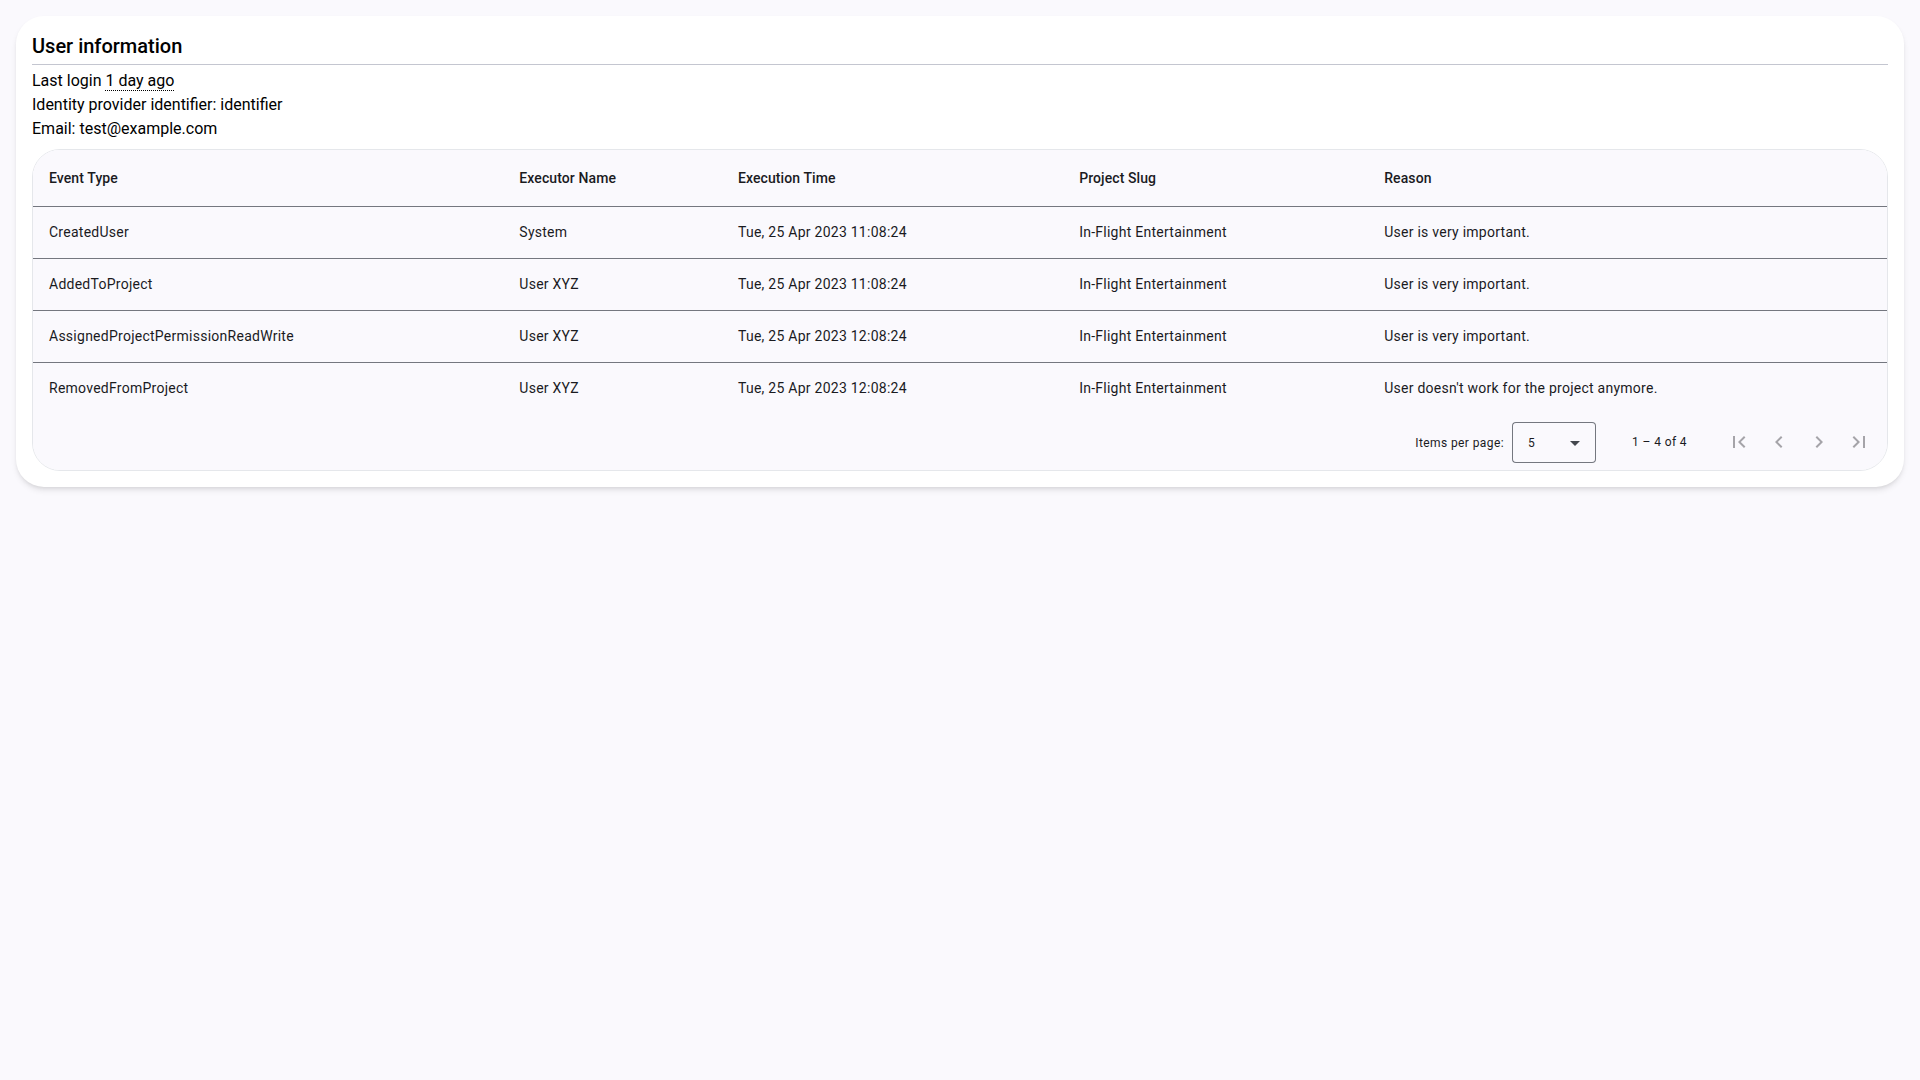 User information
Last login 1 day ago
Identity provider identifier: identifier
Email: test@example.com
Event Type Executor Name Execution Time Project Slug Reason
CreatedUser System Tue, 25 Apr 2023 11:08:24 In-Flight Entertainment User is very important.
AddedToProject User XYZ Tue, 25 Apr 2023 11:08:24 In-Flight Entertainment User is very important.
AssignedProjectPermissionReadWrite User XYZ Tue, 25 Apr 2023 12:08:24 In-Flight Entertainment User is very important.
RemovedFromProject User XYZ Tue, 25 Apr 2023 12:08:24 In-Flight Entertainment User doesn't work for the project anymore.
Items per page: 5 1 – 4 of 4